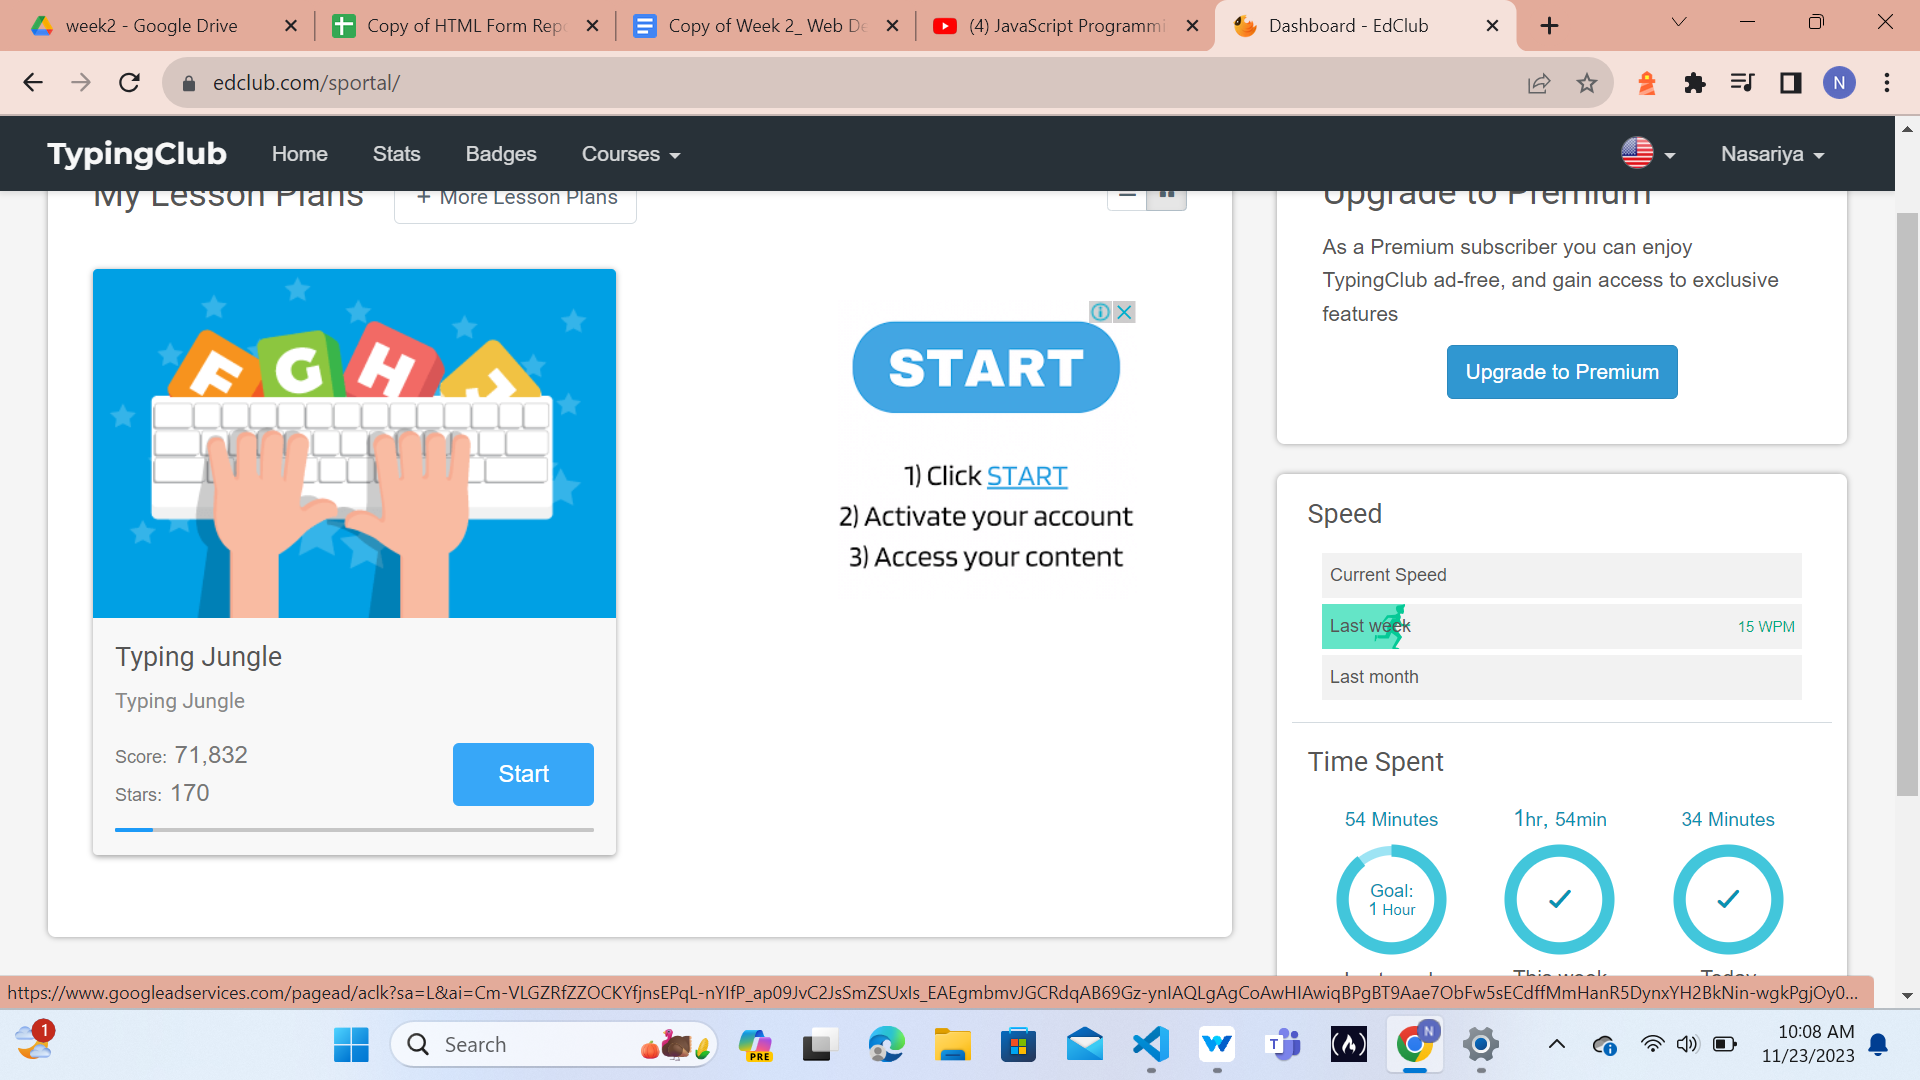 week2 - Google Drive
Copy of HTML Form Rep
Copy of Week 2_ Web De
(4) JavaScript Programmi
Dashboard - EdClub
edclub.com/sportal/
N
TypingClub
Home
Stats
Badges
Courses
Nasariya
My Lesson Plans
+ More Lesson Plans
Upgrade to Premium
As a Premium subscriber you can enjoy
TypingClub ad-free, and gain access to exclusive
features
Upgrade to Premium
F G H J
START
1) Click START
2) Activate your account
3) Access your content
Typing Jungle
Typing Jungle
Score: 71,832
Stars: 170
Start
Speed
Current Speed
Last week
15 WPM
Last month
Time Spent
54 Minutes
1hr, 54min
34 Minutes
Goal:
1 Hour
This week
Today
https://www.googleadservices.com/pagead/aclk?sa=L&ai=Cm-VLGZRfZZOCKYfjnsEPqL-nYIfP_ap09JvC2JsSmZSUxIs_EAEgmbmvJGCRdqAB69Gz-ynIAQLgAgCoAwHIAwiqBPgBT9Aae7ObFw5sECdffMmHanR5DynxYH2BkNin-wgkPgjOy0...
1
Search
PRE
T
N
10:08 AM
11/23/2023